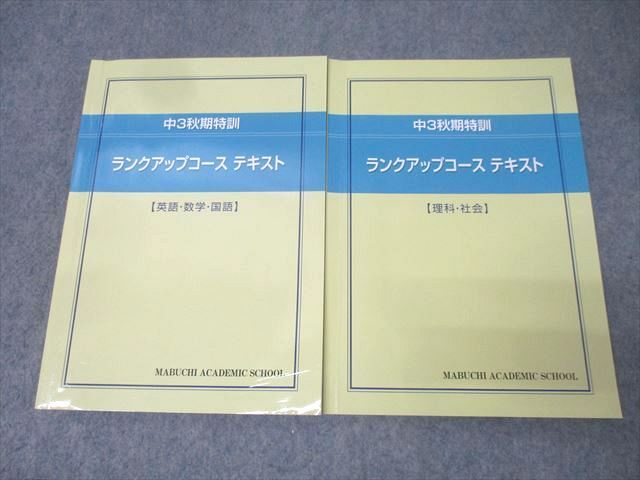 中3秋期特訓
ランクアップコース テキスト
【英語・数学・国語】
MABUCHI ACADEMIC SCHOOL
中3秋期特訓
ランクアップコース テキスト
【理科・社会】
MABUCHI ACADEMIC SCHOOL